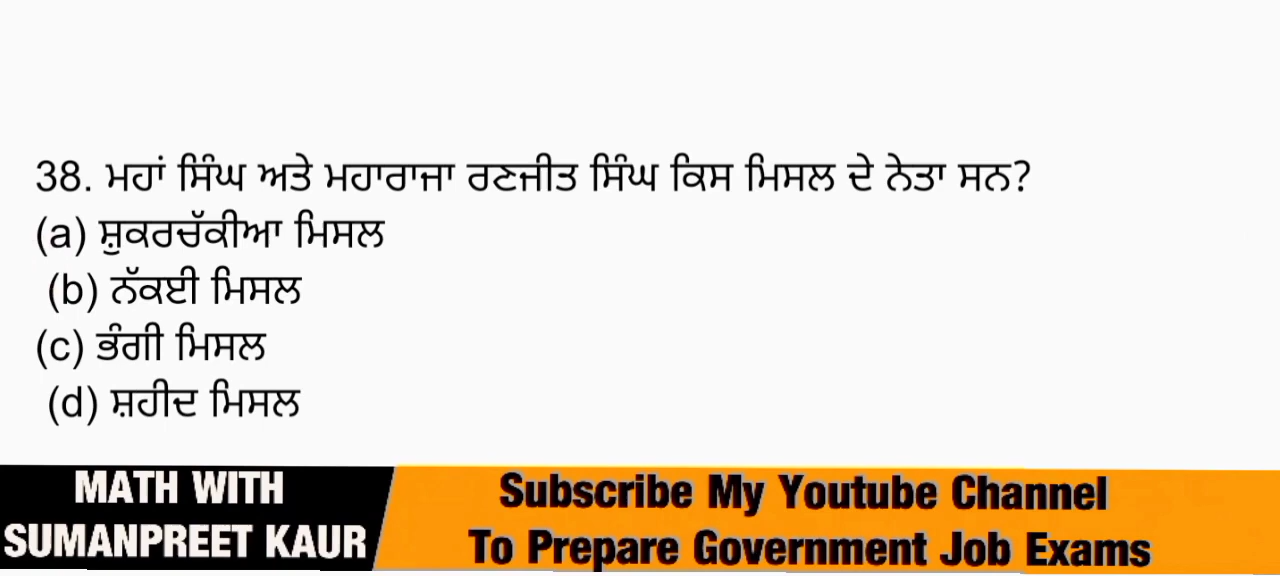 38. ਮਹਾਂ ਸਿੰਘ ਅਤੇ ਮਹਾਰਾਜਾ ਰਣਜੀਤ ਸਿੰਘ ਕਿਸ ਮਿਸਲ ਦੇ ਨੇਤਾ ਸਨ?
(a) ਸ਼ੁਕਰਚੱਕੀਆ ਮਿਸਲ
(b) ਨੱਕਈ ਮਿਸਲ
(c) ਭੰਗੀ ਮਿਸਲ
(d) ਸ਼ਹੀਦ ਮਿਸਲ
MATH WITH
SUMANPREET KAUR
Subscribe My Youtube Channel
To Prepare Government Job Exams